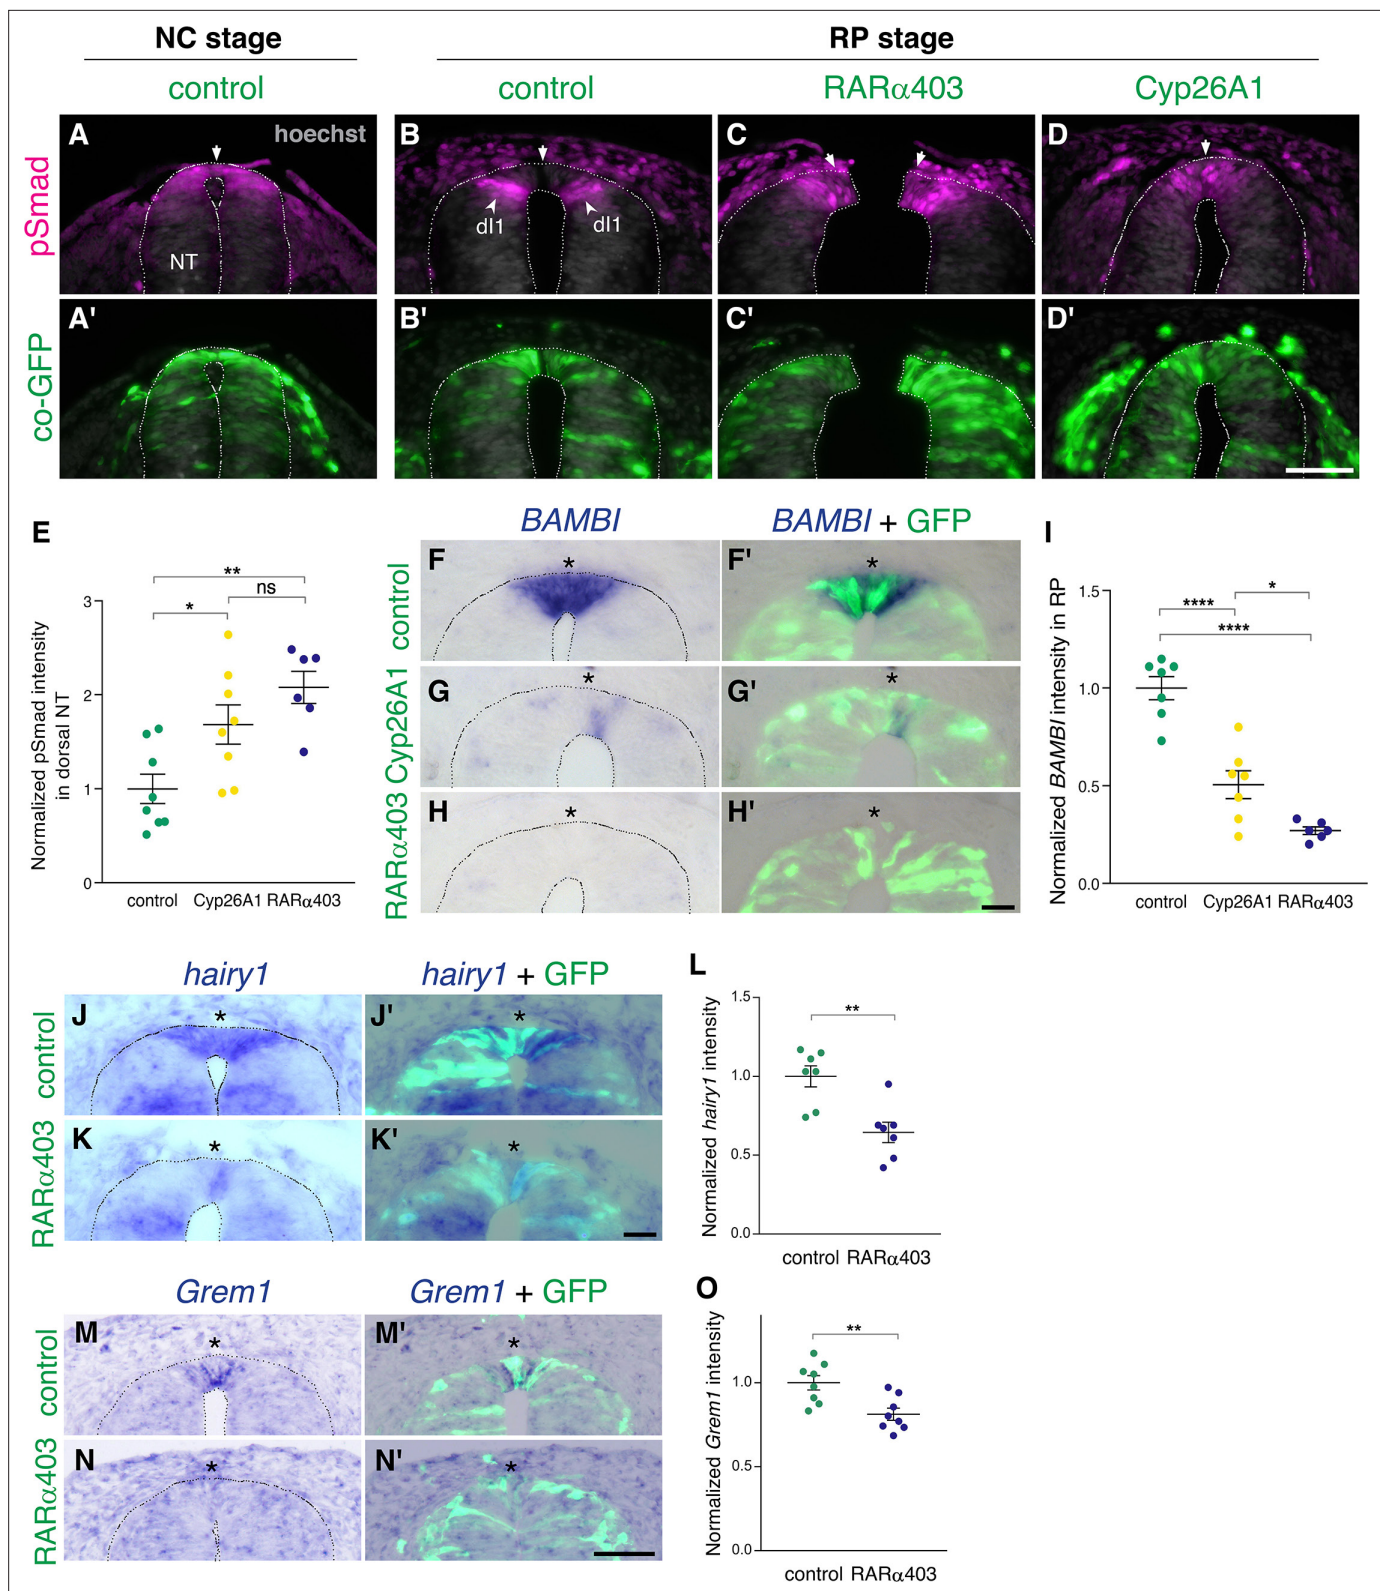 NC stage
RP stage
control
control
RARα403
Cyp26A1
pSmad
A
hoechst
NT
B
dI1
dI1
C
D
co-GFP
A'
B'
C'
D'
E
Normalized pSmad intensity
in dorsal NT
3
2
1
0
**
ns
*
control
Cyp26A1
RARα403
BAMBI
BAMBI + GFP
control
F
*
F'
*
Cyp26A1
G
*
G'
*
RARα403
H
*
H'
*
I
Normalized BAMBI intensity in RP
1.5
1.0
0.5
0.0
*
****
****
control
Cyp26A1
RARα403
hairy1
hairy1 + GFP
control
J
*
J'
*
RARα403
K
*
K'
*
L
Normalized hairy1 intensity
1.5
1.0
0.5
0.0
**
control
RARα403
Grem1
Grem1 + GFP
control
M
*
M'
*
RARα403
N
*
N'
*
O
Normalized Grem1 intensity
1.0
0.5
0.0
**
control
RARα403